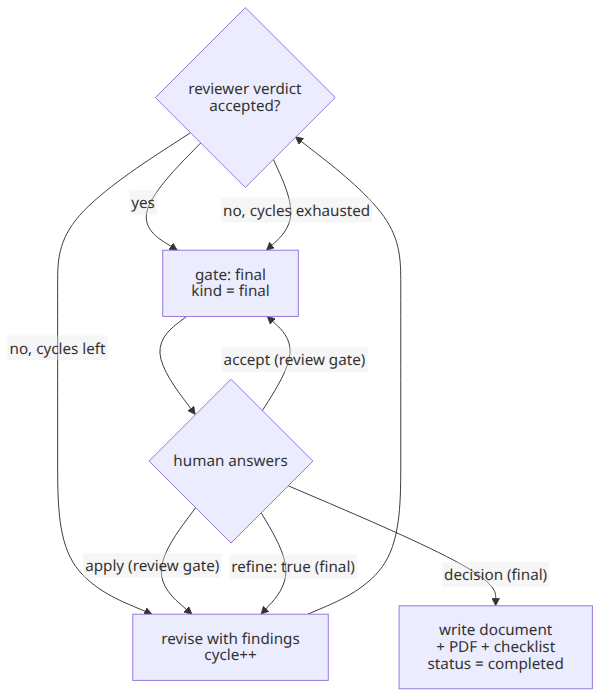 reviewer verdict
accepted?
yes
no, cycles exhausted
gate: final
kind = final
no, cycles left
accept (review gate)
human answers
apply (review gate)
refine: true (final)
decision (final)
revise with findings
cycle++
write document
+ PDF + checklist
status = completed